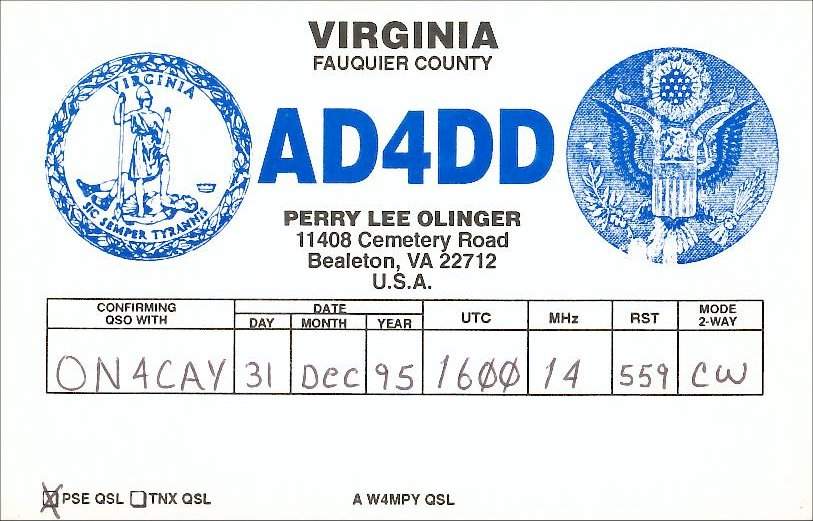 VIRGINIA
FAUQUIER COUNTY
VIRGINIA
SIC SEMPER TYRANNIS
AD4DD
PERRY LEE OLINGER
11408 Cemetery Road
Bealeton, VA 22712
U.S.A.
CONFIRMING QSO WITH
DATE
DAY MONTH YEAR
UTC
MHz
RST
MODE 2-WAY
ON4CAY 31 Dec 95 1600 14 559 CW
PSE QSL TNX QSL
A W4MPY QSL